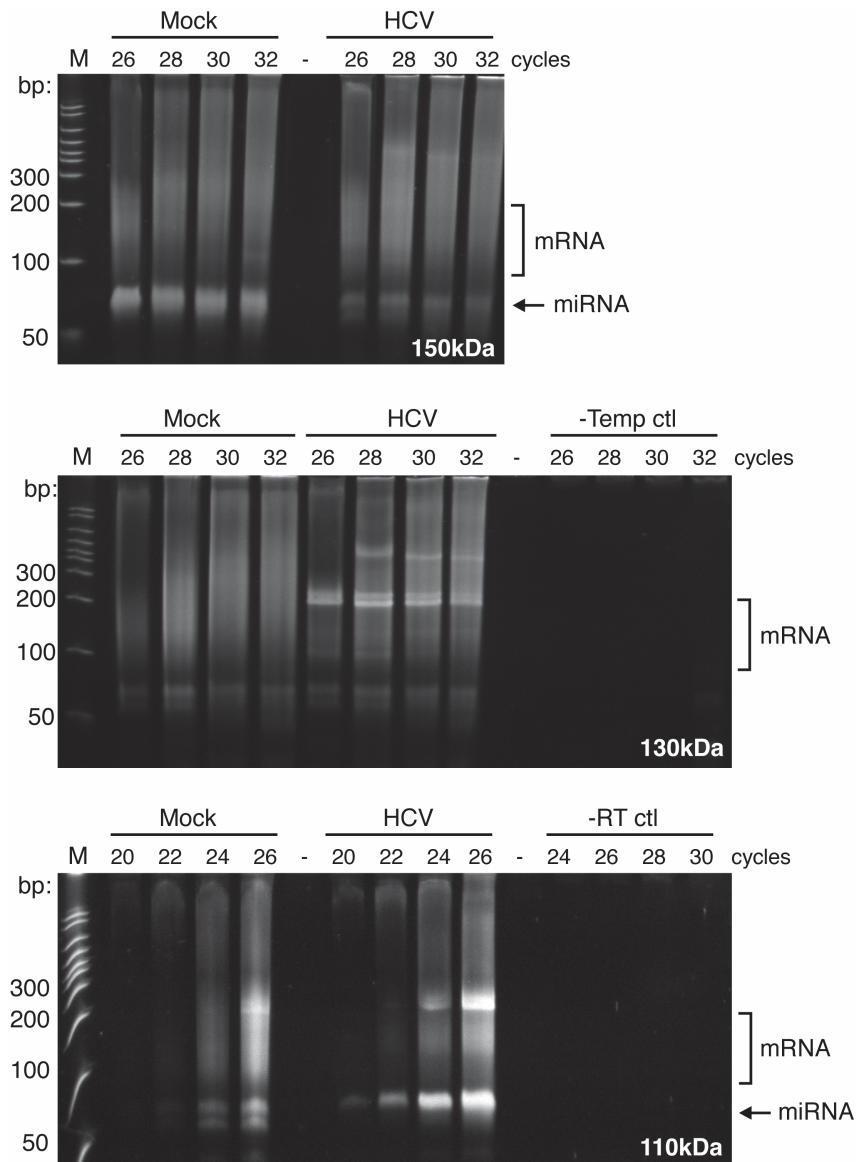 Mock HCV
M 26 28 30 32 - 26 28 30 32 cycles
bp:
300
200
mRNA
100
miRNA
50
150kDa
Mock HCV -Temp ctl
M 26 28 30 32 26 28 30 32 - 26 28 30 32 cycles
bp:
300
200
mRNA
100
50
130kDa
Mock HCV -RT ctl
M 20 22 24 26 - 20 22 24 26 - 24 26 28 30 cycles
bp:
300
200
mRNA
100
miRNA
50
110kDa